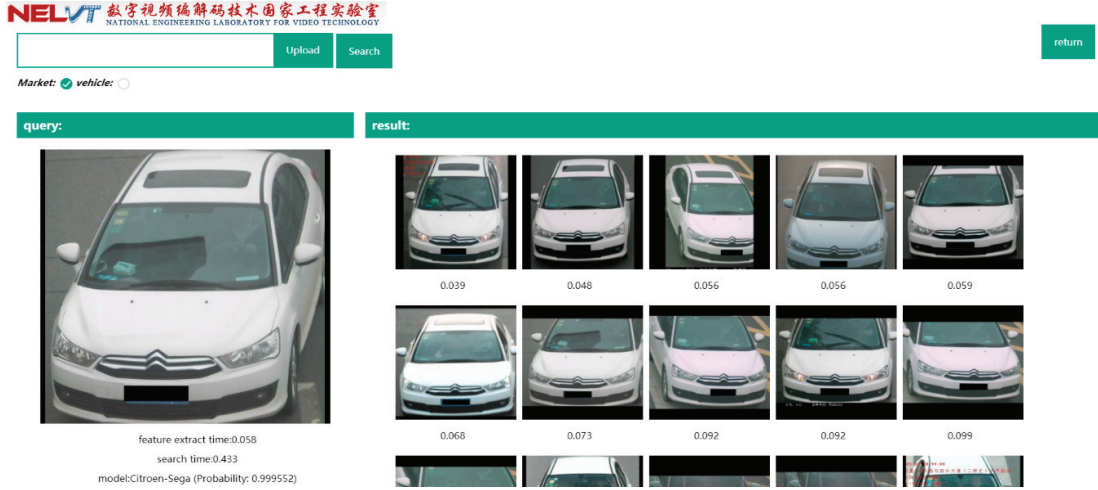 NELVT 数字视频编解码技术国家工程实验室
NATIONAL ENGINEERING LABORATORY FOR VIDEO TECHNOLOGY
Upload Search
return
Market: vehicle:
query:
result:
0.039 0.048 0.056 0.056 0.059
0.068 0.073 0.092 0.092 0.099
feature extract time:0.058
search time:0.433
model:Citroen-Sega (Probability: 0.999552)